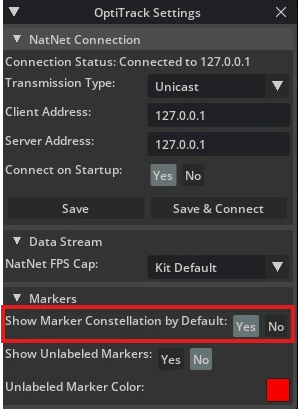 OptiTrack Settings
NatNet Connection
Connection Status: Connected to 127.0.0.1
Transmission Type: Unicast
Client Address: 127.0.0.1
Server Address: 127.0.0.1
Connect on Startup: Yes No
Save Save & Connect
Data Stream
NatNet FPS Cap: Kit Default
Markers
Show Marker Constellation by Default: Yes No
Show Unlabeled Markers: Yes No
Unlabeled Marker Color: